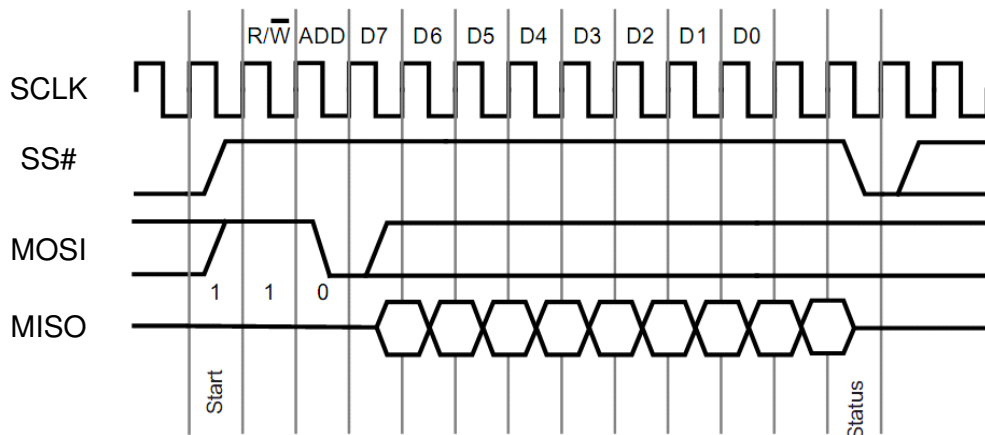 R/W̅ ADD D7 D6 D5 D4 D3 D2 D1 D0
SCLK
SS#
MOSI
1 1 0
MISO
Start
Status